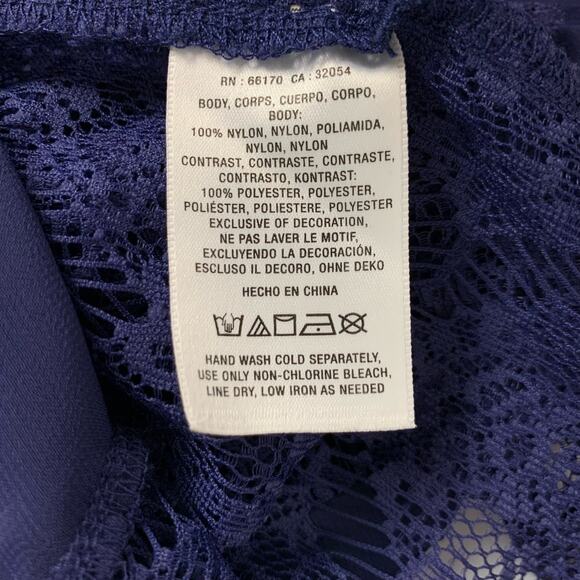 RN : 66170 CA : 32054
BODY, CORPS, CUERPO, CORPO,
BODY:
100% NYLON, NYLON, POLIAMIDA,
NYLON, NYLON
CONTRAST, CONTRASTE, CONTRASTE,
CONTRASTO, KONTRAST:
100% POLYESTER, POLYESTER,
POLIÉSTER, POLIESTERE, POLYESTER
EXCLUSIVE OF DECORATION,
NE PAS LAVER LE MOTIF,
EXCLUYENDO LA DECORACIÓN,
ESCLUSO IL DECORO, OHNE DEKO
HECHO EN CHINA
HAND WASH COLD SEPARATELY,
USE ONLY NON-CHLORINE BLEACH,
LINE DRY, LOW IRON AS NEEDED